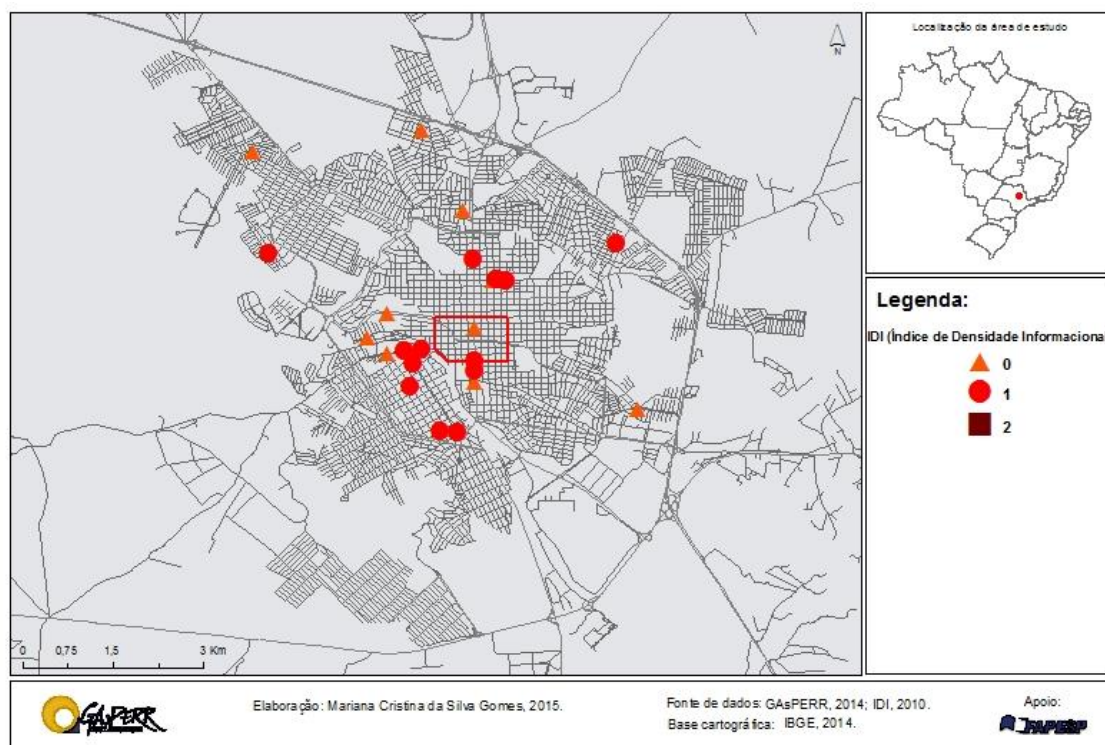 N
0 0,75 1,5 3 Km
Localização da área de estudo
Legenda:
IDI (Índice de Densidade Informacional
0
1
2
GAsPERR
Elaboração: Mariana Cristina da Silva Gomes, 2015.
Fonte de dados: GAsPERR, 2014; IDI, 2010.
Base cartográfica: IBGE, 2014.
Apoio:
FAPESP